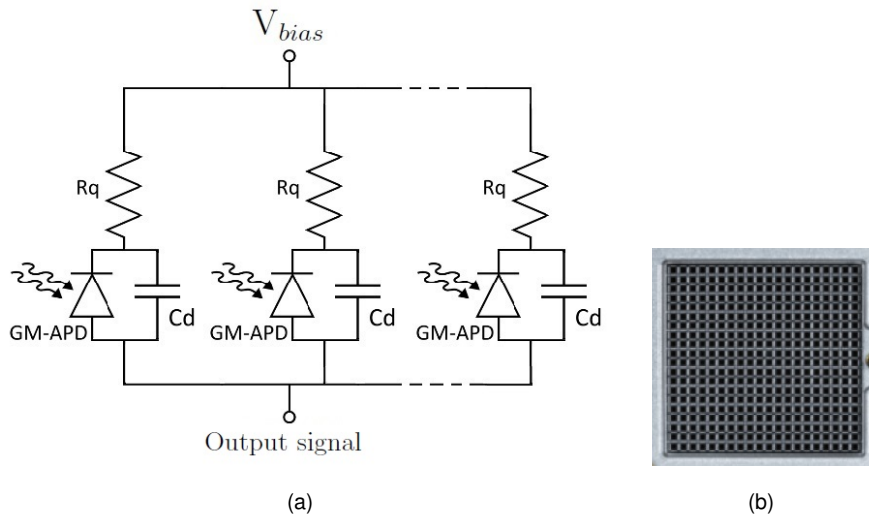 V_bias
Rq
Rq
Rq
GM-APD
Cd
GM-APD
Cd
GM-APD
Cd
Output signal
(a)
(b)